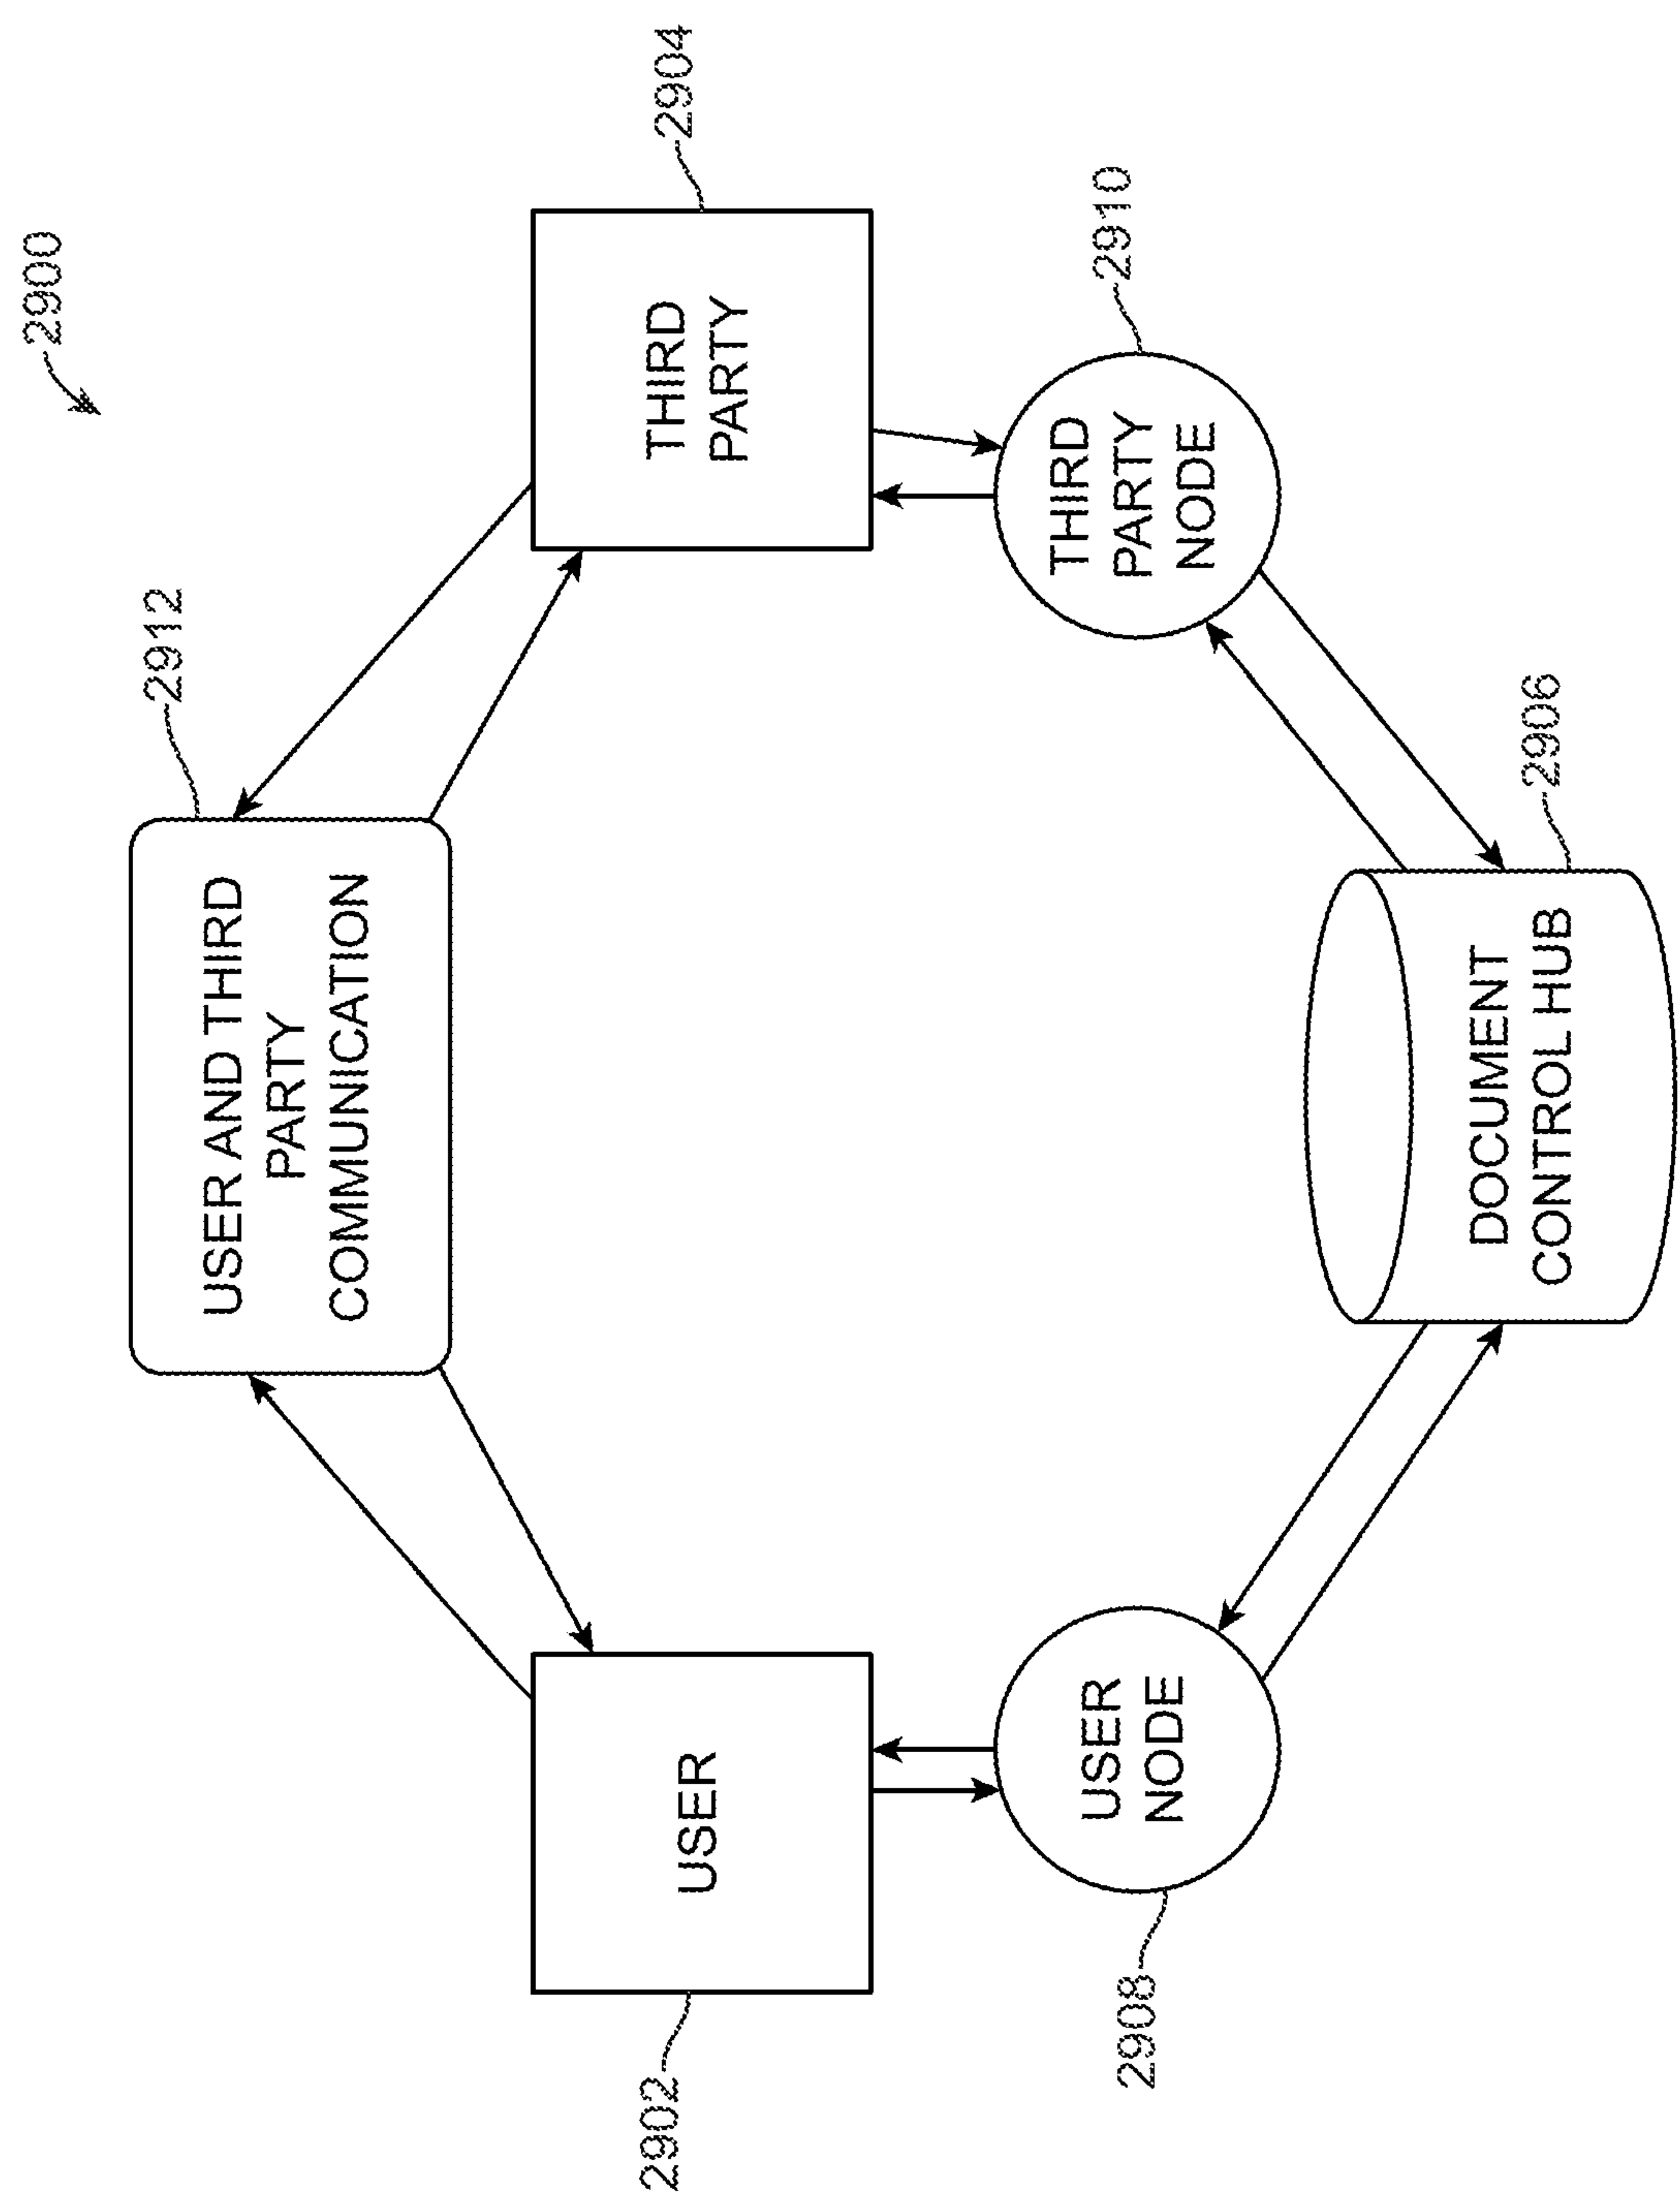 2900
2912
USER AND THIRD
PARTY
COMMUNICATION
2902
USER
THIRD
PARTY
2904
2908
USER
NODE
THIRD
PARTY
NODE
2910
DOCUMENT
CONTROL HUB
2906